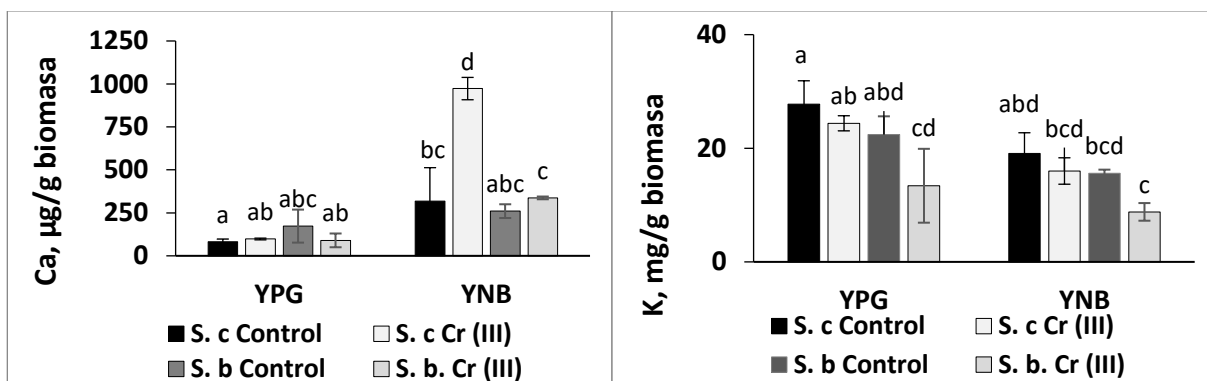 Ca, µg/g biomasa
1250
1000
750
500
250
0
a
ab
abc
ab
bc
d
abc
c
YPG
YNB
S. c Control
S. c Cr (III)
S. b Control
S. b. Cr (III)
K, mg/g biomasa
40
20
0
a
ab
abd
cd
abd
bcd
bcd
c
YPG
YNB
S. c Control
S. c Cr (III)
S. b Control
S. b. Cr (III)